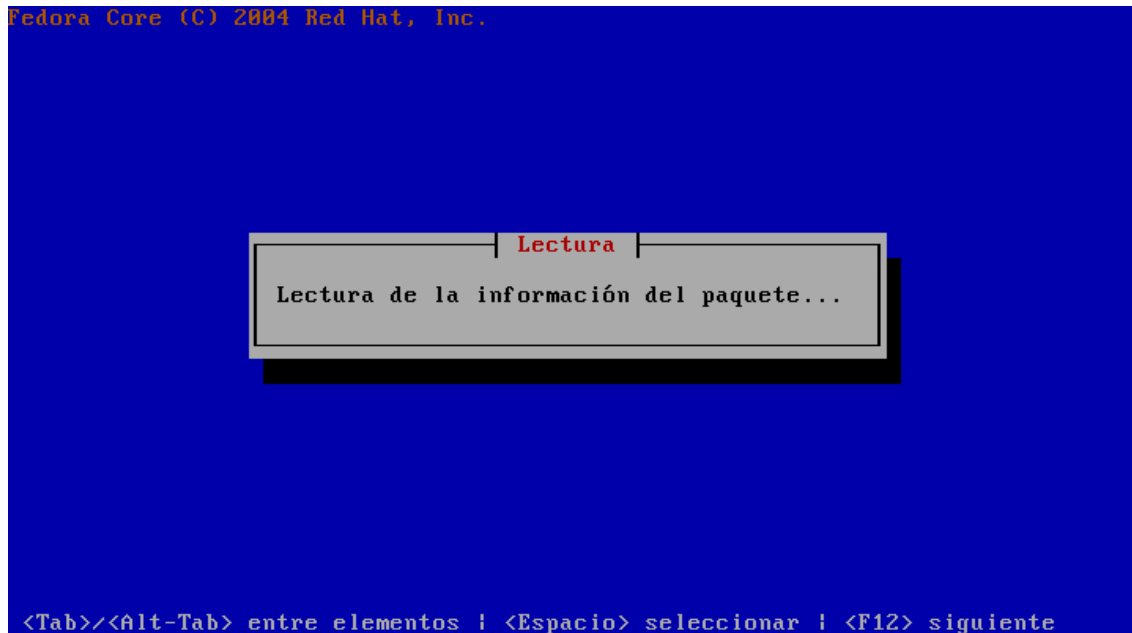 Fedora Core (C) 2004 Red Hat, Inc.
Lectura
Lectura de la información del paquete...
<Tab>/<Alt-Tab> entre elementos ¦ <Espacio> seleccionar ¦ <F12> siguiente